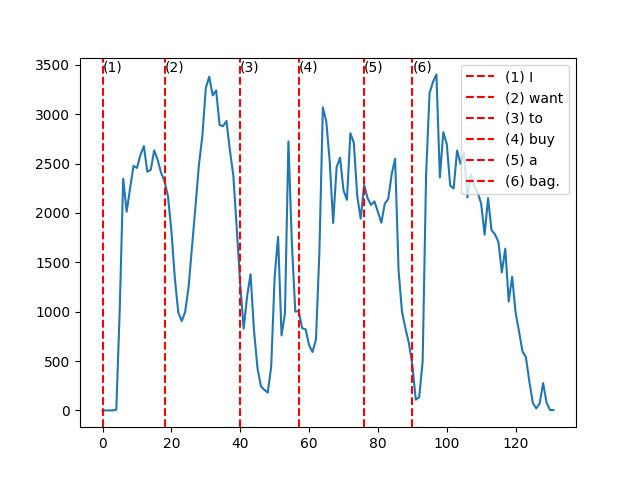 (1) (2) (3) (4) (5) (6)
3500
3000
2500
2000
1500
1000
500
0
0 20 40 60 80 100 120
(1) I
(2) want
(3) to
(4) buy
(5) a
(6) bag.